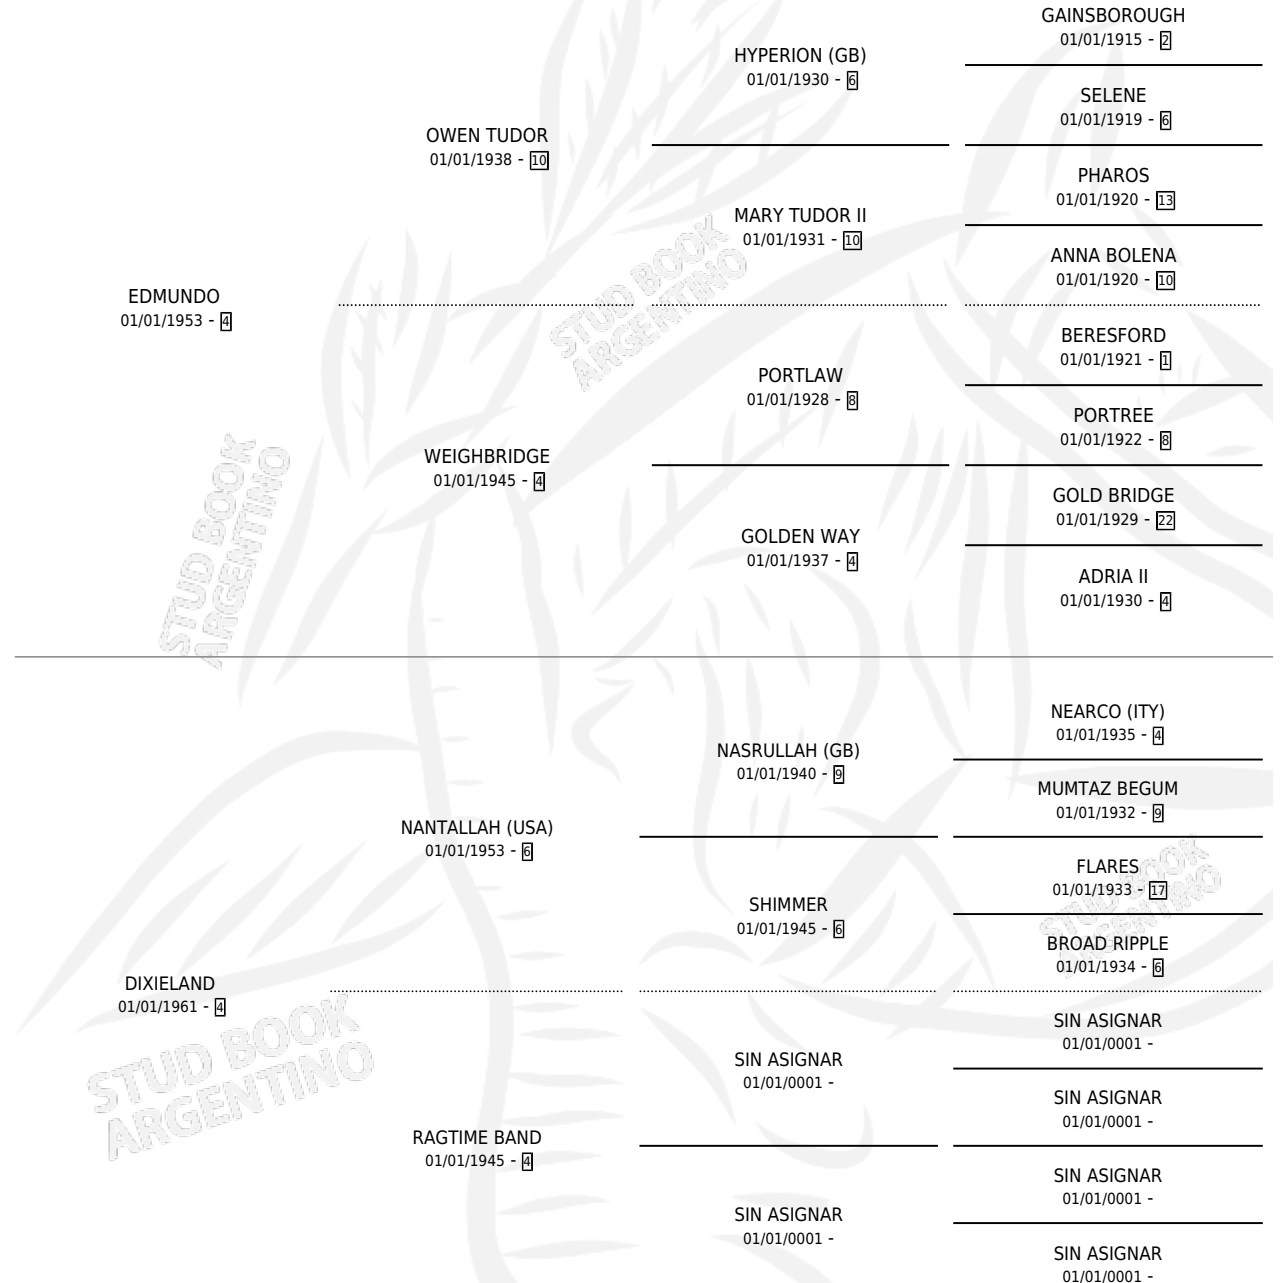 GAINSBOROUGH
01/01/1915 - 2
HYPERION (GB)
01/01/1930 - 6
SELENE
01/01/1919 - 6
OWEN TUDOR
01/01/1938 - 10
PHAROS
01/01/1920 - 13
MARY TUDOR II
01/01/1931 - 10
ANNA BOLENA
01/01/1920 - 10
EDMUNDO
01/01/1953 - 4
BERESFORD
01/01/1921 - 1
PORTLAW
01/01/1928 - 8
PORTREE
01/01/1922 - 8
WEIGHBRIDGE
01/01/1945 - 4
GOLD BRIDGE
01/01/1929 - 22
GOLDEN WAY
01/01/1937 - 4
ADRIA II
01/01/1930 - 4
NEARCO (ITY)
01/01/1935 - 4
NASRULLAH (GB)
01/01/1940 - 9
MUMTAZ BEGUM
01/01/1932 - 9
NANTALLAH (USA)
01/01/1953 - 6
FLARES
01/01/1933 - 17
SHIMMER
01/01/1945 - 6
BROAD RIPPLE
01/01/1934 - 6
DIXIELAND
01/01/1961 - 4
SIN ASIGNAR
01/01/0001 -
SIN ASIGNAR
01/01/0001 -
SIN ASIGNAR
01/01/0001 -
RAGTIME BAND
01/01/1945 - 4
SIN ASIGNAR
01/01/0001 -
SIN ASIGNAR
01/01/0001 -
SIN ASIGNAR
01/01/0001 -
STUD BOOK
ARGENTINO
STUD BOOK
ARGENTINO
STUD BOOK
ARGENTINO
STUD BOOK
ARGENTINO